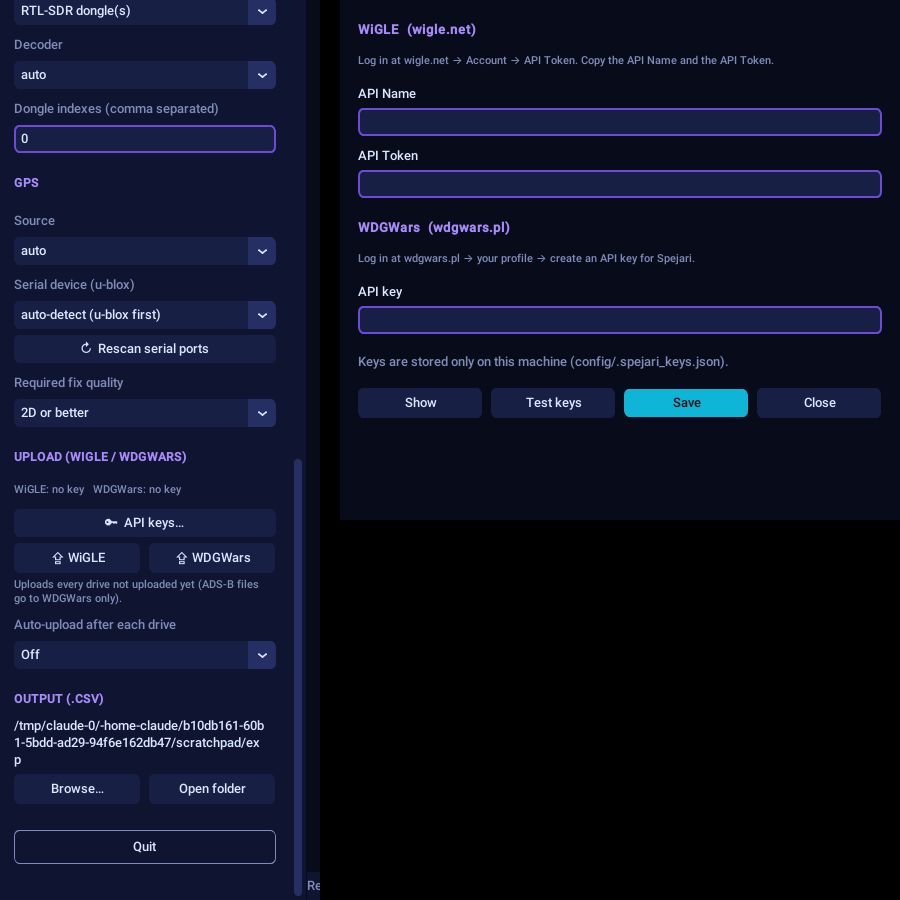 RTL-SDR dongle(s)
Decoder
auto
Dongle indexes (comma separated)
0
GPS
Source
auto
Serial device (u-blox)
auto-detect (u-blox first)
↻ Rescan serial ports
Required fix quality
2D or better
UPLOAD (WIGLE / WDGWARS)
WiGLE: no key WDGWars: no key
API keys...
WiGLE
WDGWars
Uploads every drive not uploaded yet (ADS-B files
go to WDGWars only).
Auto-upload after each drive
Off
OUTPUT (.CSV)
/tmp/claude-0/-home-claude/b10db161-60b
1-5bdd-ad29-94f6e162db47/scratchpad/ex
p
Browse...
Open folder
Quit
Re
WiGLE (wigle.net)
Log in at wigle.net → Account → API Token. Copy the API Name and the API Token.
API Name
API Token
WDGWars (wdgwars.pl)
Log in at wdgwars.pl → your profile → create an API key for Spejari.
API key
Keys are stored only on this machine (config/.spejari_keys.json).
Show
Test keys
Save
Close